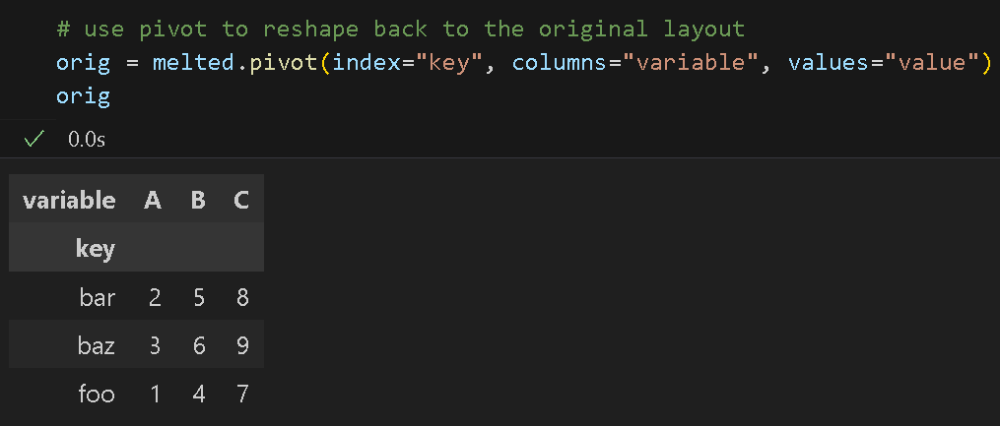 # use pivot to reshape back to the original layout
orig = melted.pivot(index="key", columns="variable", values="value")
orig
0.0s
variable A B C
key
bar 2 5 8
baz 3 6 9
foo 1 4 7